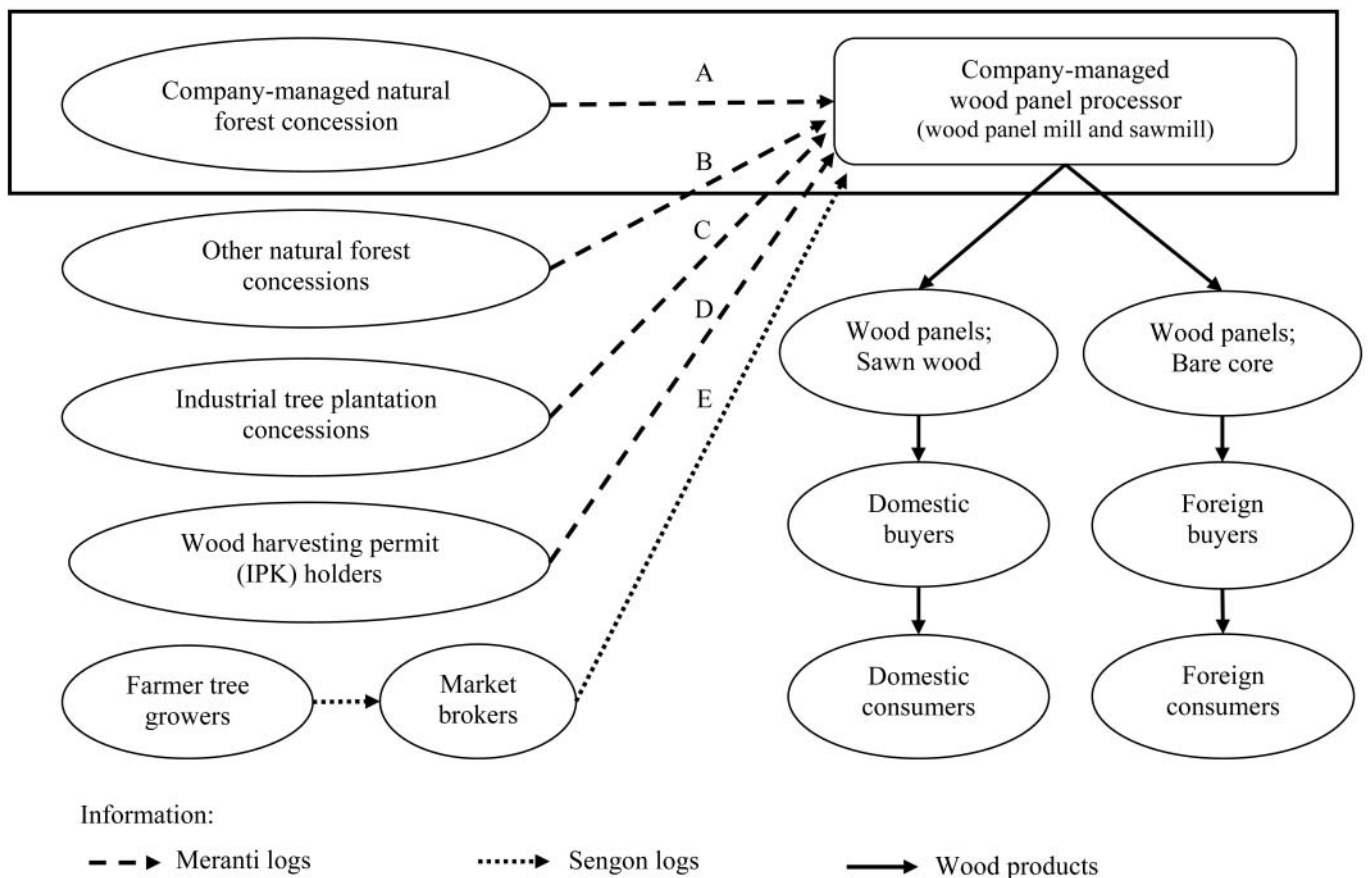 Company-managed natural
forest concession
A
Company-managed
wood panel processor
(wood panel mill and sawmill)
B
Other natural forest
concessions
C
D
Wood panels;
Sawn wood
Wood panels;
Bare core
E
Industrial tree plantation
concessions
Domestic
buyers
Foreign
buyers
Wood harvesting permit
(IPK) holders
Farmer tree
growers
Market
brokers
Domestic
consumers
Foreign
consumers
Information:
Meranti logs
Sengon logs
Wood products